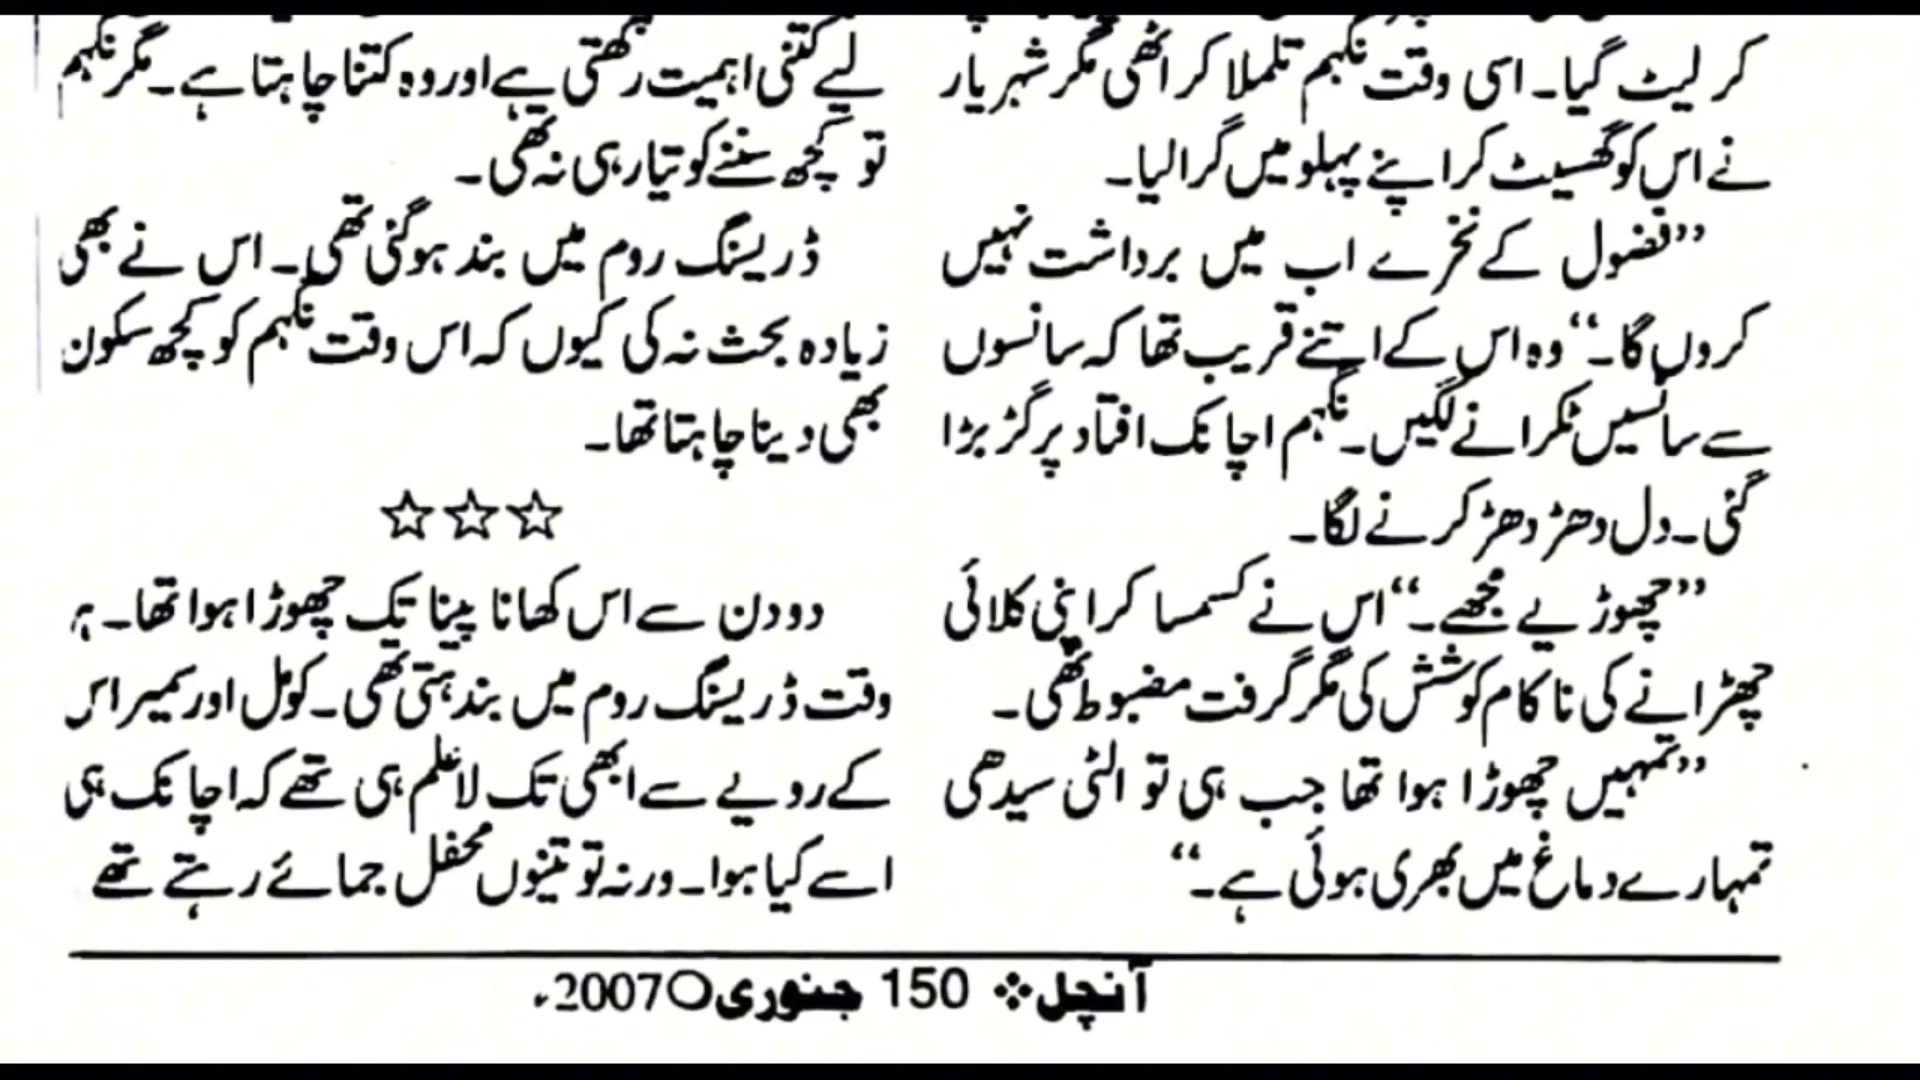 کر لیٹ گیا۔ اسی وقت نگہم تلملا کر اٹھی مگر شہریار
نے اس کو گھسیٹ کر اپنے پہلو میں گرا لیا۔
”فضول کے نخرے اب میں برداشت نہیں
کروں گا۔“ وہ اس کے اتنے قریب تھا کہ سانسوں
سے سانسیں ٹکرانے لگیں۔ نگہم اچانک افتاد پر گڑبڑا
گئی۔ دل دھڑ دھڑ کرنے لگا۔
”چھوڑیے مجھے۔“ اس نے کسمسا کر اپنی کلائی
چھڑانے کی ناکام کوشش کی مگر گرفت مضبوط تھی۔
”تمہیں چھوڑا ہوا تھا جب ہی تو الٹی سیدھی
تمہارے دماغ میں بھری ہوئی ہے۔“
لیے کتنی اہمیت رکھتی ہے اور وہ کتنا چاہتا ہے۔ مگر نگہم
تو کچھ سننے کو تیار ہی نہ تھی۔
ڈریسنگ روم میں بند ہوگئی تھی۔ اس نے بھی
زیادہ بحث نہ کی کیوں کہ اس وقت نگہم کو کچھ سکون
بھی دینا چاہتا تھا۔
☆☆☆
دو دن سے اس کھانا پینا تک چھوڑا ہوا تھا۔ ہر
وقت ڈریسنگ روم میں بند ہتی تھی۔ کومل اور سمیر اس
کے رویے سے ابھی تک لاعلم ہی تھے کہ اچانک ہی
اسے کیا ہوا۔ ورنہ تو تینوں محفل جمائے رہتے تھے
آنچل ❖ 150 جنوری O2007ء